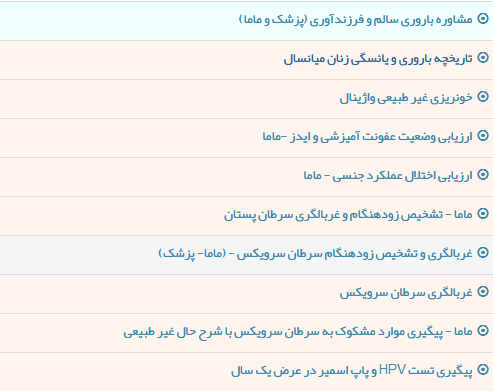 مشاوره باروری سالم و فرزندآوری (پزشک و ماما)
تاریخچه باروری و یائسگی زنان میانسال
خونریزی غیر طبیعی واژینال
ارزیابی وضعیت عفونت آمیزشی و ایدز -ماما
ارزیابی اختلال عملکرد جنسی - ماما
ماما - تشخیص زودهنگام و غربالگری سرطان پستان
غربالگری و تشخیص زودهنگام سرطان سرویکس - (ماما- پزشک)
غربالگری سرطان سرویکس
ماما - پیگیری موارد مشکوک به سرطان سرویکس با شرح حال غیر طبیعی
پیگیری تست HPV و پاپ اسمیر در عرض یک سال